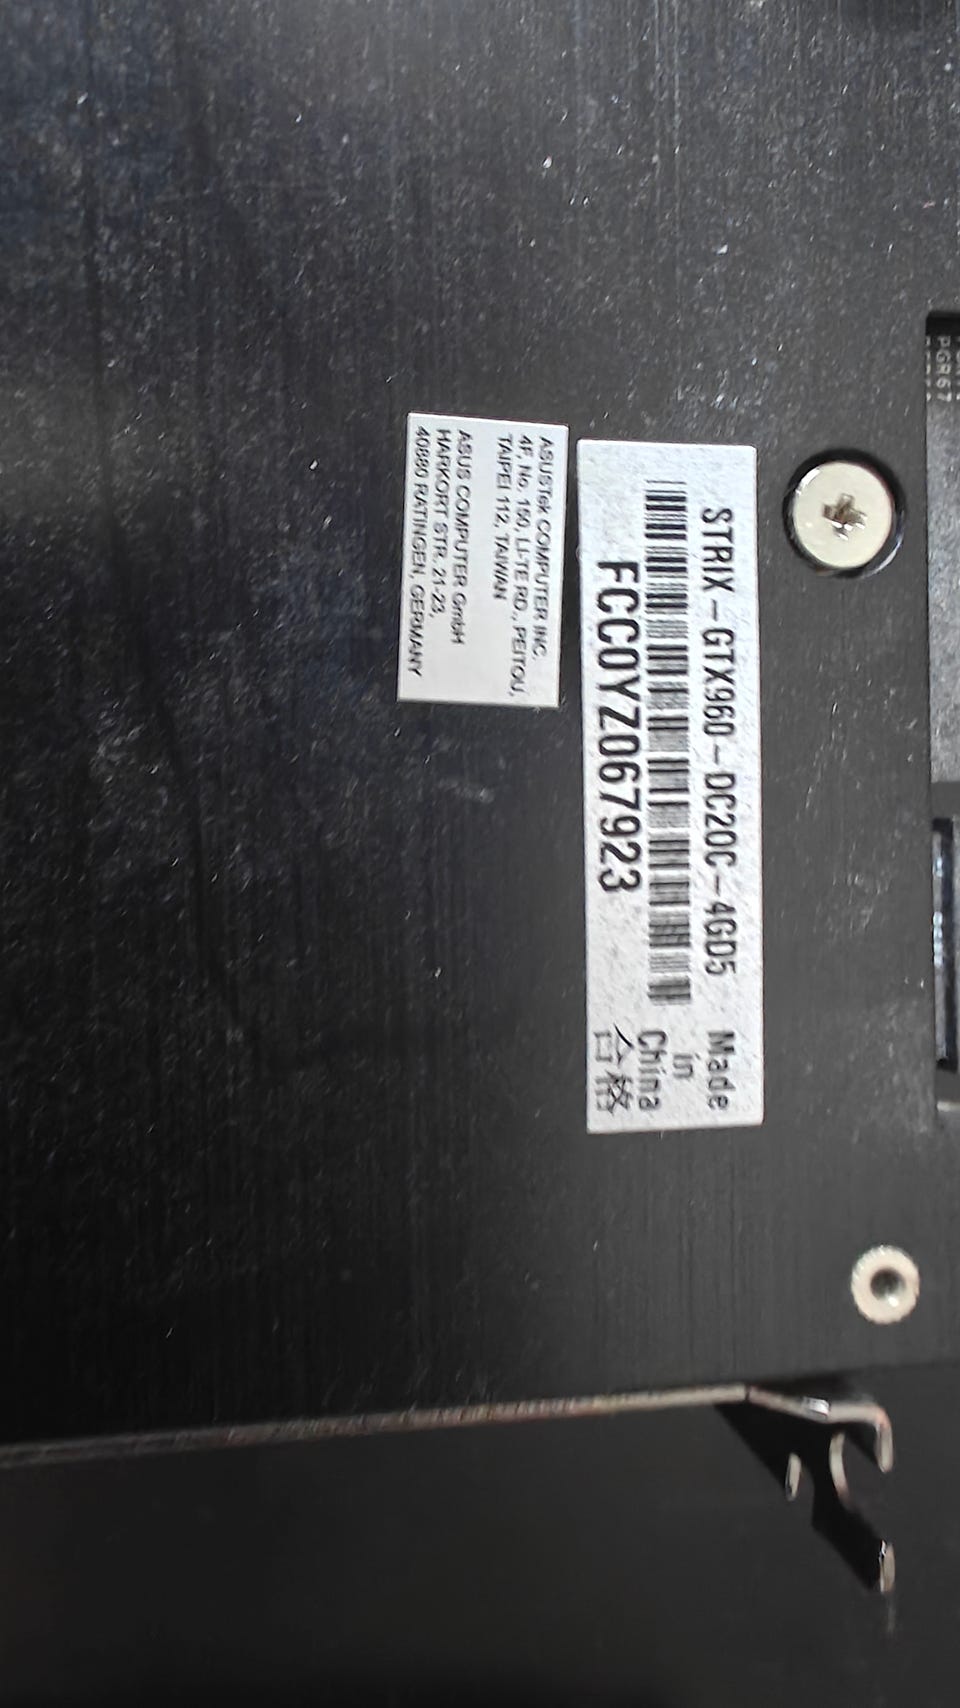 STRIX-GTX960-DC2OC-4GD5
FCC0YZ067923
Made
in
China
合格
ASUSTek COMPUTER INC.
4F, No. 150, LI-TE RD., PEITOU,
TAIPEI 112, TAIWAN
ASUS COMPUTER GmbH
HARKORT STR. 21-23,
40880 RATINGEN, GERMANY
PGR67